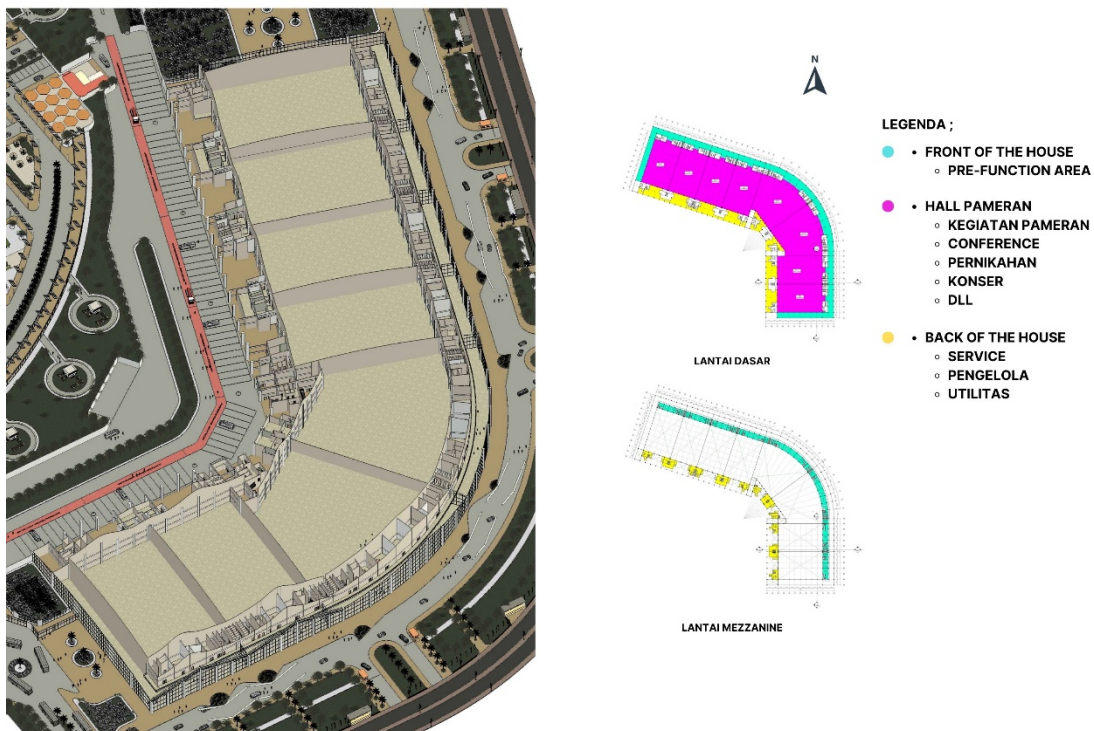 N
LEGENDA ;
• FRONT OF THE HOUSE
○ PRE-FUNCTION AREA
• HALL PAMERAN
○ KEGIATAN PAMERAN
○ CONFERENCE
○ PERNIKAHAN
○ KONSER
○ DLL
• BACK OF THE HOUSE
○ SERVICE
○ PENGELOLA
○ UTILITAS
LANTAI DASAR
LANTAI MEZZANINE